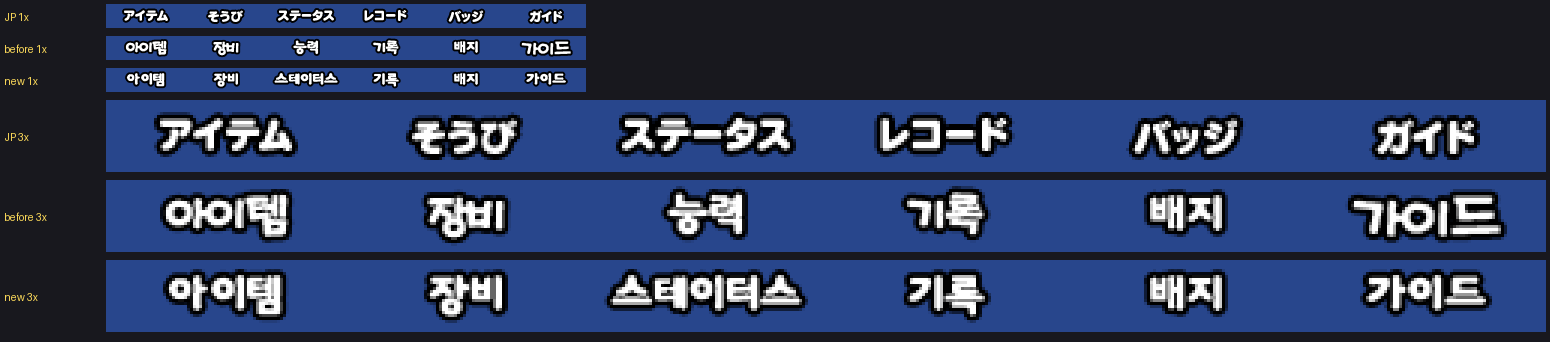 JP 1x アイテム そうび ステータス レコード バッジ ガイド
before 1x 아이템 장비 능력 기록 배지 가이드
new 1x 아이템 장비 스테이터스 기록 배지 가이드
JP 3x アイテム そうび ステータス レコード バッジ ガイド
before 3x 아이템 장비 능력 기록 배지 가이드
new 3x 아이템 장비 스테이터스 기록 배지 가이드